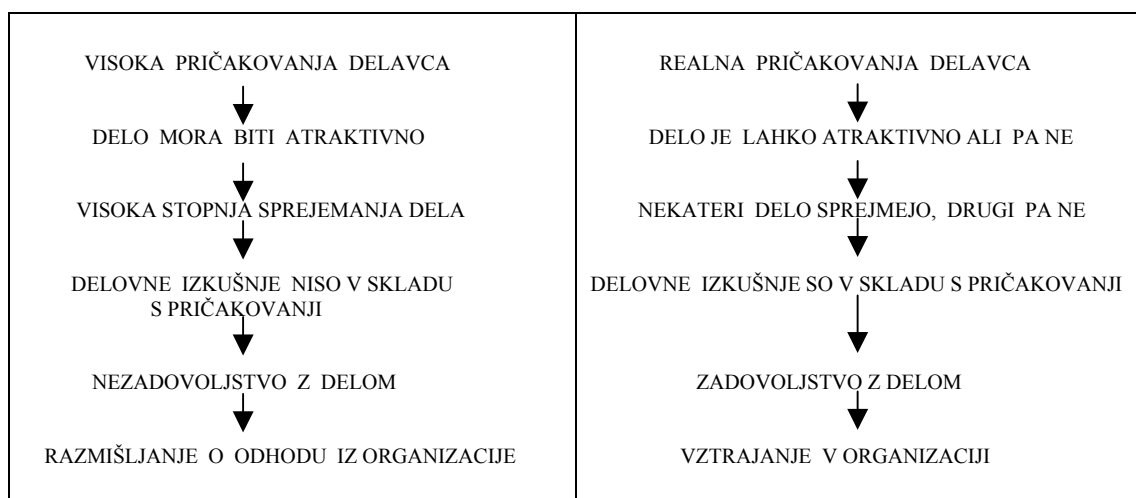 VISOKA PRIČAKOVANJA DELAVCA
DELO MORA BITI ATRAKTIVNO
VISOKA STOPNJA SPREJEMANJA DELA
DELOVNE IZKUŠNJE NISO V SKLADU
S PRIČAKOVANJI
NEZADOVOLJSTVO Z DELOM
RAZMIŠLJANJE O ODHODU IZ ORGANIZACIJE
REALNA PRIČAKOVANJA DELAVCA
DELO JE LAHKO ATRAKTIVNO ALI PA NE
NEKATERI DELO SPREJMEJO, DRUGI PA NE
DELOVNE IZKUŠNJE SO V SKLADU S PRIČAKOVANJI
ZADOVOLJSTVO Z DELOM
VZTRAJANJE V ORGANIZACIJI